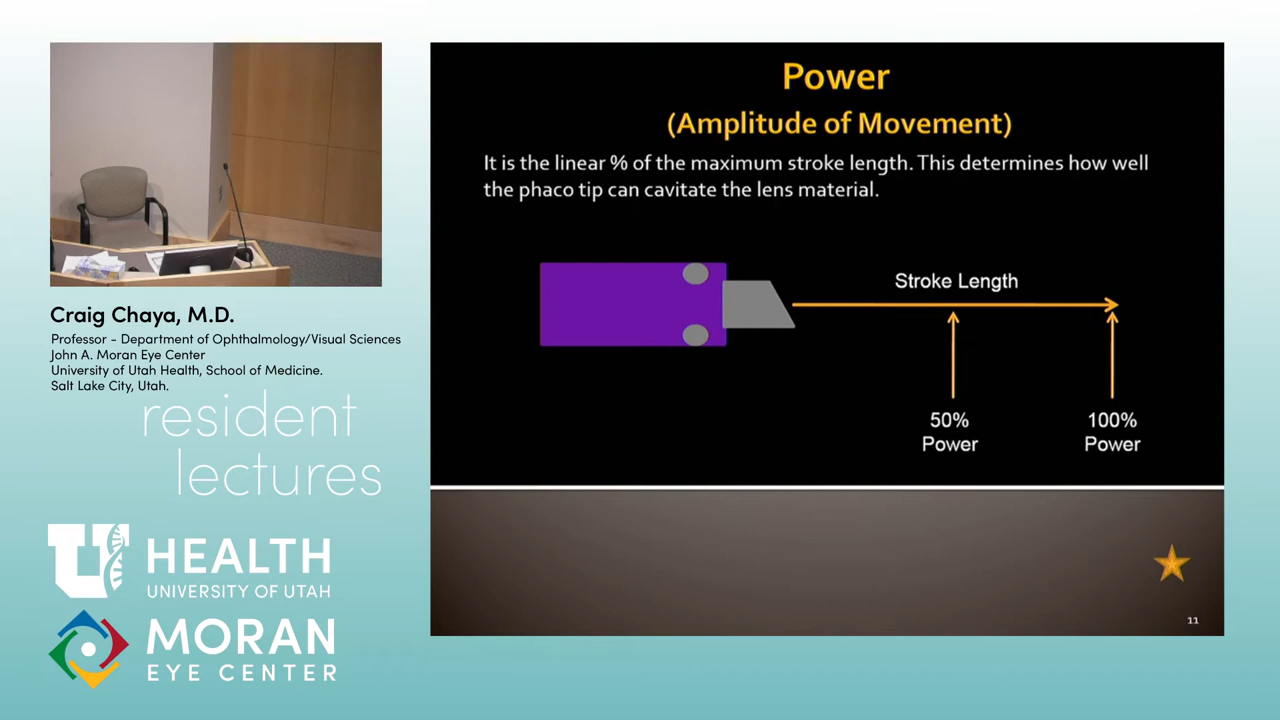 Craig Chaya, M.D.
Professor - Department of Ophthalmology/Visual Sciences
John A. Moran Eye Center
University of Utah Health, School of Medicine.
Salt Lake City, Utah.
resident
lectures
U HEALTH
UNIVERSITY OF UTAH
MORAN
EYE CENTER
Power
(Amplitude of Movement)
It is the linear % of the maximum stroke length. This determines how well
the phaco tip can cavitate the lens material.
Stroke Length
50%
Power
100%
Power
11